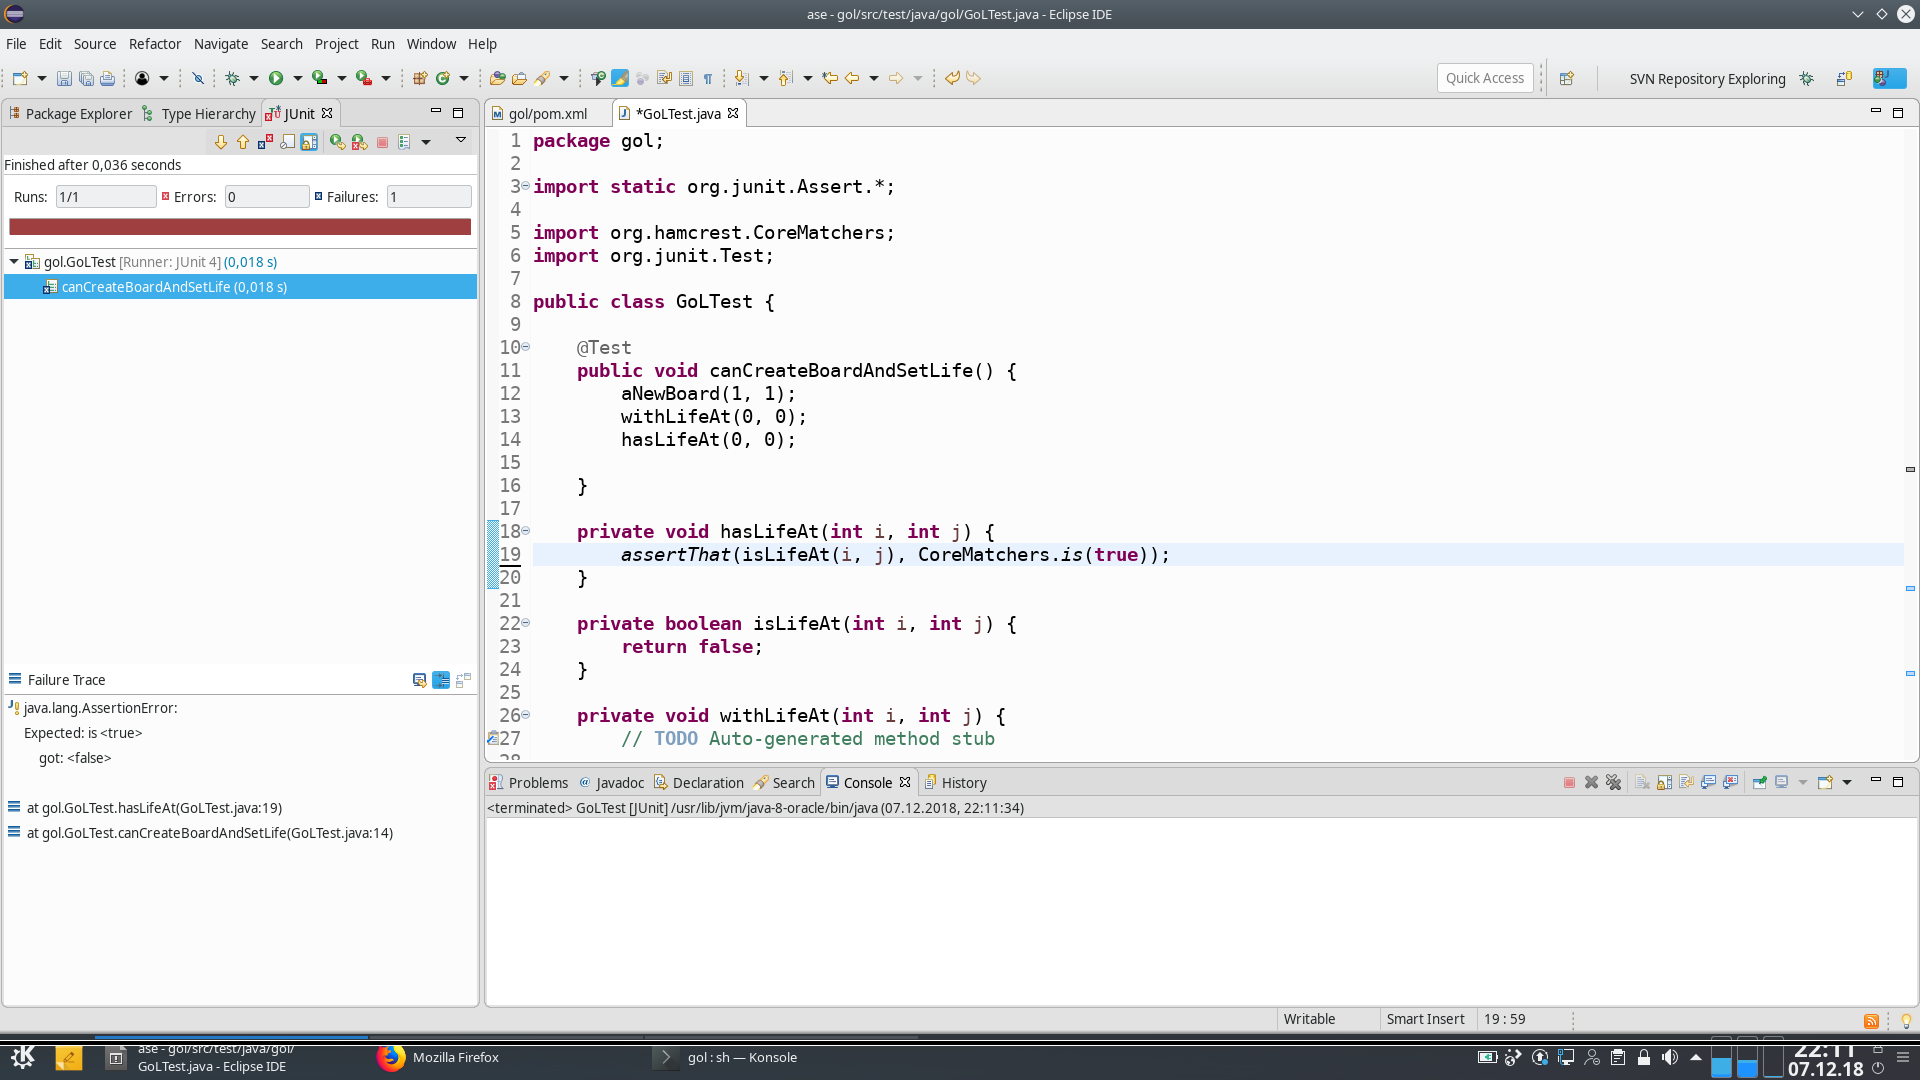 ase - gol/src/test/java/gol/GoLTest.java - Eclipse IDE
File Edit Source Refactor Navigate Search Project Run Window Help
Quick Access
SVN Repository Exploring
Package Explorer Type Hierarchy JUnit
Finished after 0,036 seconds
Runs: 1/1 Errors: 0 Failures: 1
gol.GoLTest [Runner: JUnit 4] (0,018 s)
canCreateBoardAndSetLife (0,018 s)
Failure Trace
java.lang.AssertionError:
Expected: is <true>
got: <false>
at gol.GoLTest.hasLifeAt(GoLTest.java:19)
at gol.GoLTest.canCreateBoardAndSetLife(GoLTest.java:14)
gol/pom.xml *GoLTest.java
1 package gol;
2
3 import static org.junit.Assert.*;
4
5 import org.hamcrest.CoreMatchers;
6 import org.junit.Test;
7
8 public class GoLTest {
9
10 @Test
11 public void canCreateBoardAndSetLife() {
12 aNewBoard(1, 1);
13 withLifeAt(0, 0);
14 hasLifeAt(0, 0);
15
16 }
17
18 private void hasLifeAt(int i, int j) {
19 assertThat(isLifeAt(i, j), CoreMatchers.is(true));
20 }
21
22 private boolean isLifeAt(int i, int j) {
23 return false;
24 }
25
26 private void withLifeAt(int i, int j) {
27 // TODO Auto-generated method stub
28
Problems Javadoc Declaration Search Console History
<terminated> GoLTest [JUnit] /usr/lib/jvm/java-8-oracle/bin/java (07.12.2018, 22:11:34)
Writable Smart Insert 19 : 59
ase - gol/src/test/java/gol/
GoLTest.java - Eclipse IDE
Mozilla Firefox
gol : sh — Konsole
22:11
07.12.18